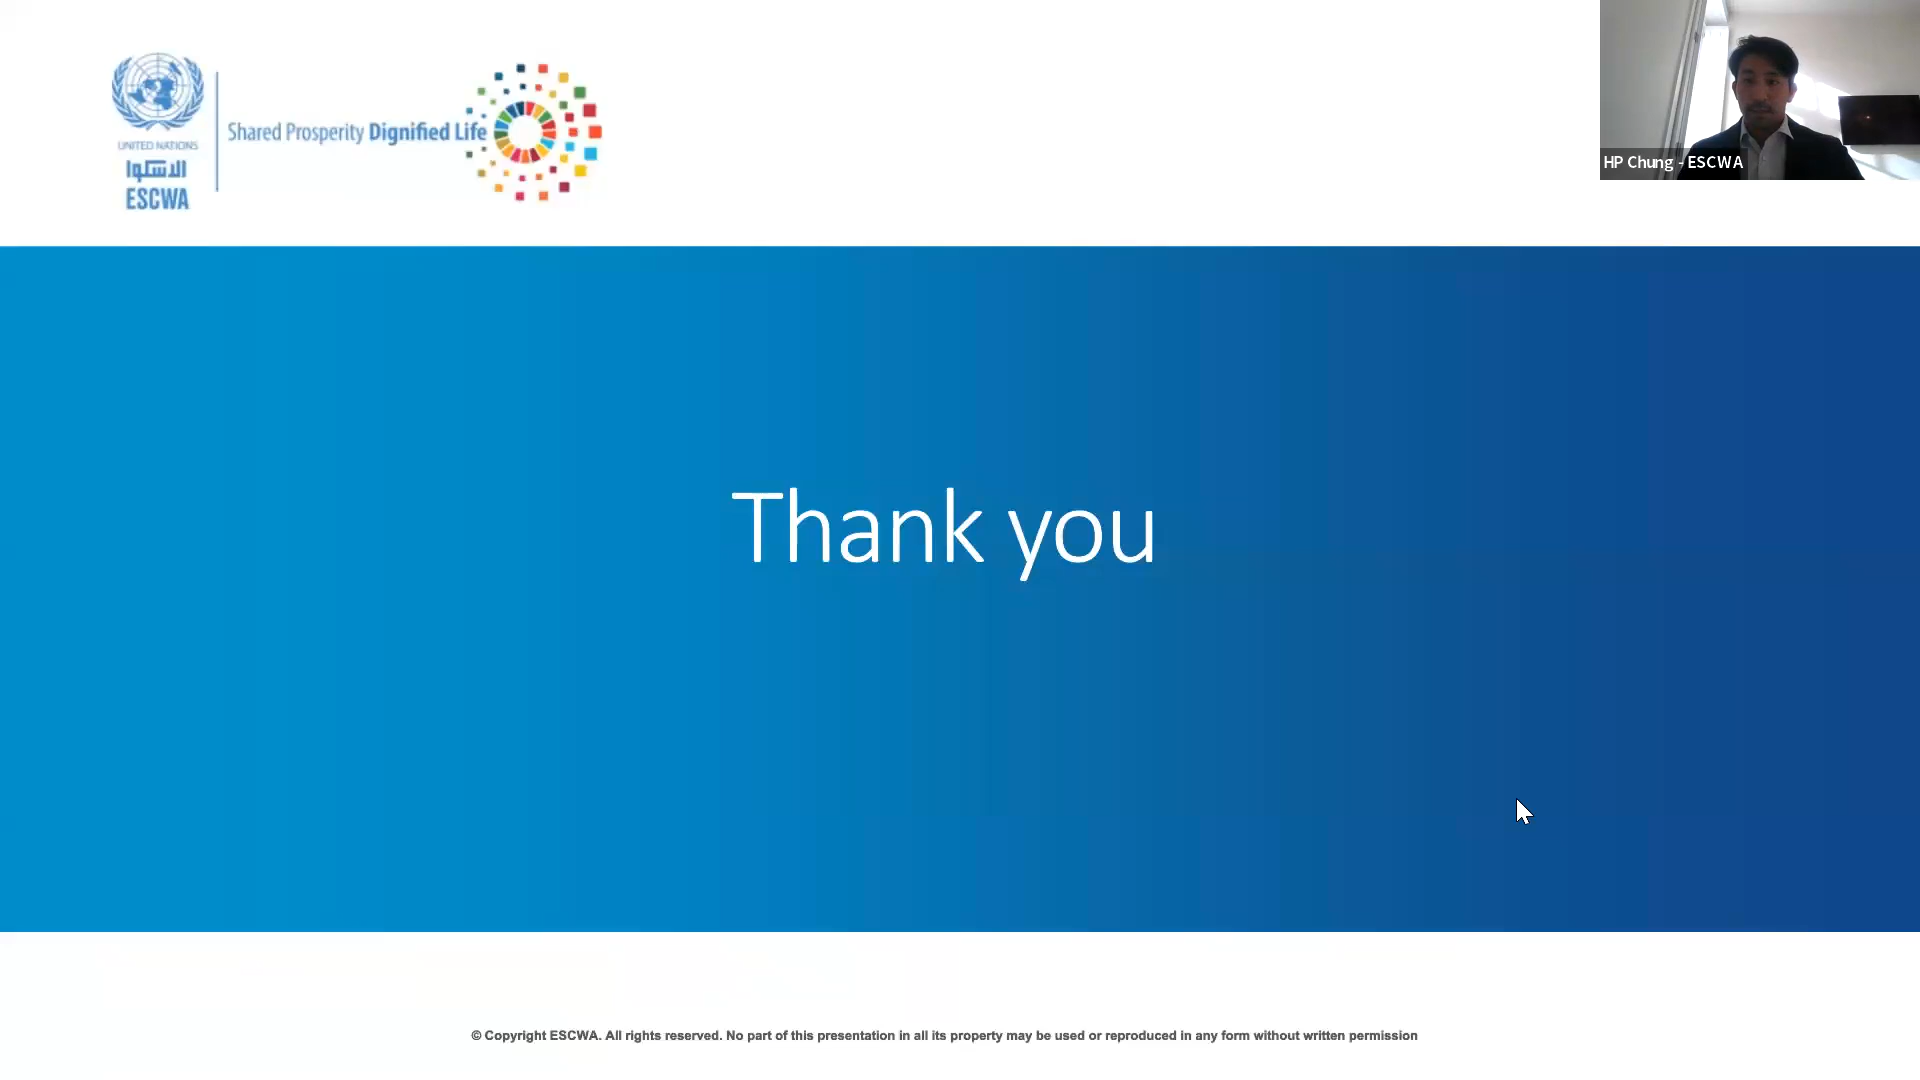 UNITED NATIONS
الاسكوا
ESCWA
Shared Prosperity Dignified Life
HP Chung - ESCWA
Thank you
© Copyright ESCWA. All rights reserved. No part of this presentation in all its property may be used or reproduced in any form without written permission